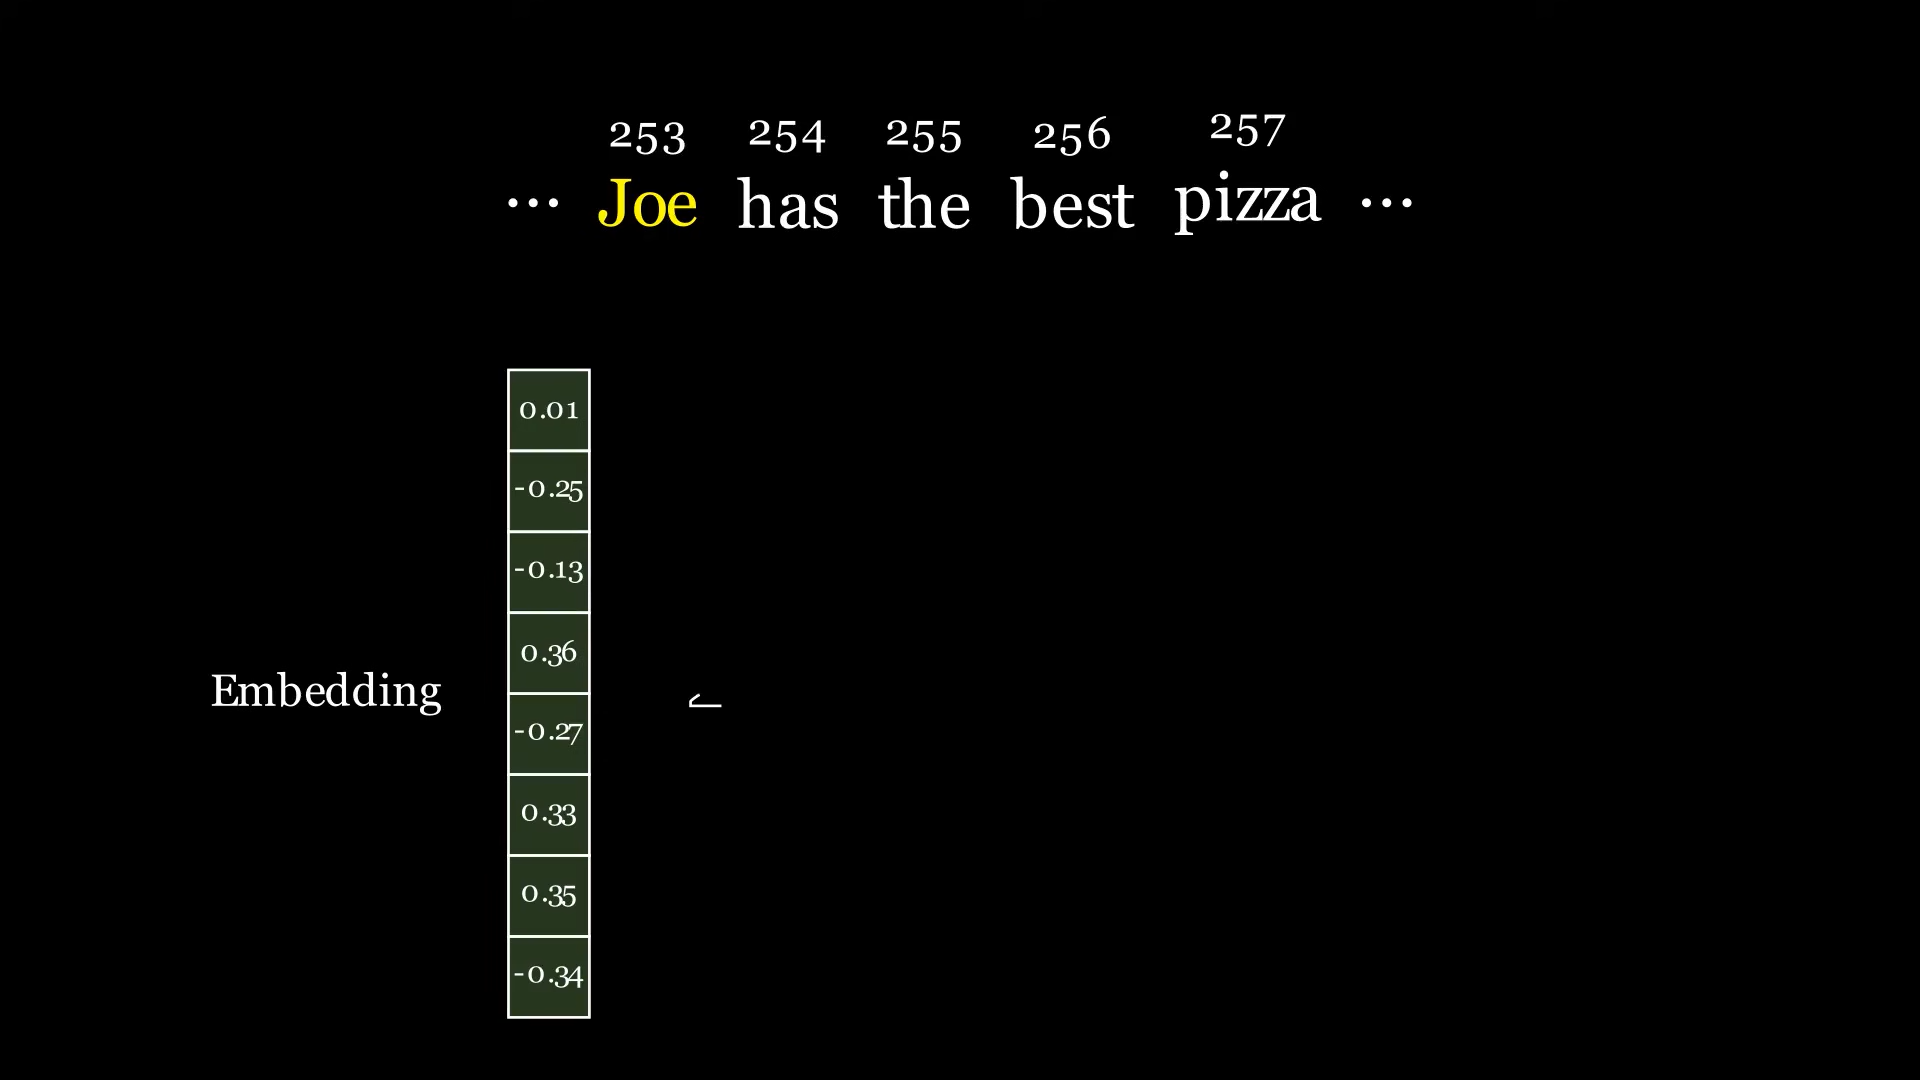 253 254 255 256 257
... Joe has the best pizza ...
0.01
-0.25
-0.13
0.36
Embedding
-0.27
0.33
0.35
-0.34